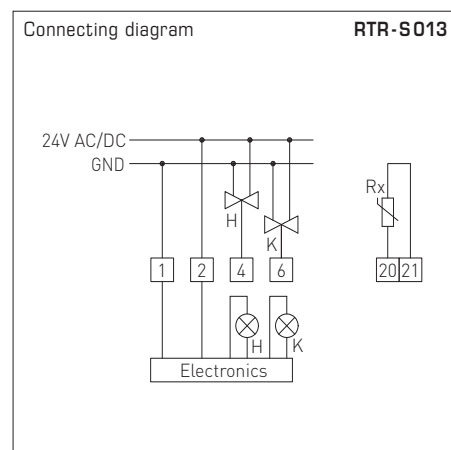 Connecting diagram RTR-S013
24V AC/DC
GND
Rx
H
K
1 2 4 6 20 21
H K
Electronics